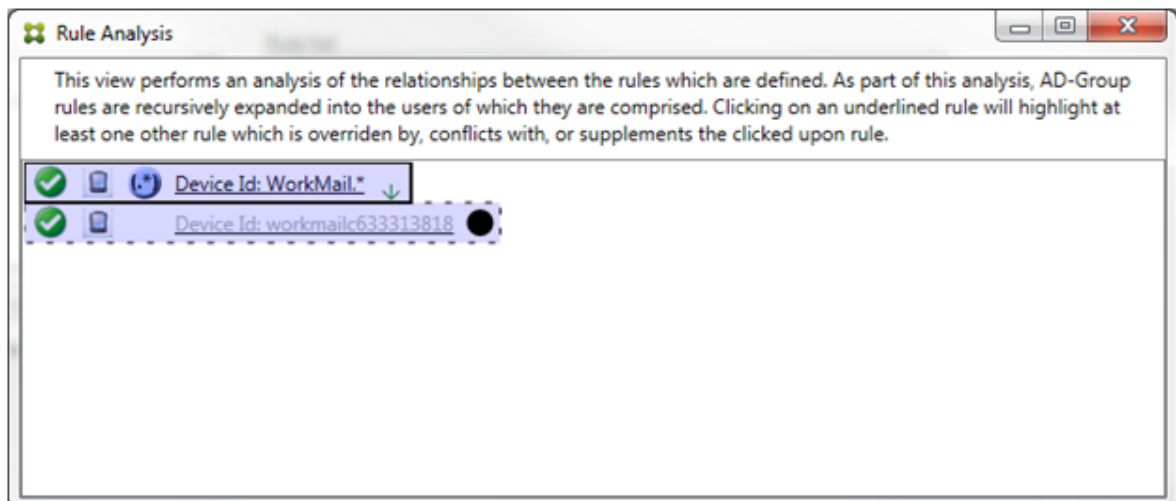 Rule Analysis
This view performs an analysis of the relationships between the rules which are defined. As part of this analysis, AD-Group
rules are recursively expanded into the users of which they are comprised. Clicking on an underlined rule will highlight at
least one other rule which is overriden by, conflicts with, or supplements the clicked upon rule.
(.*) Device Id: WorkMail.*
Device Id: workmailc633313818